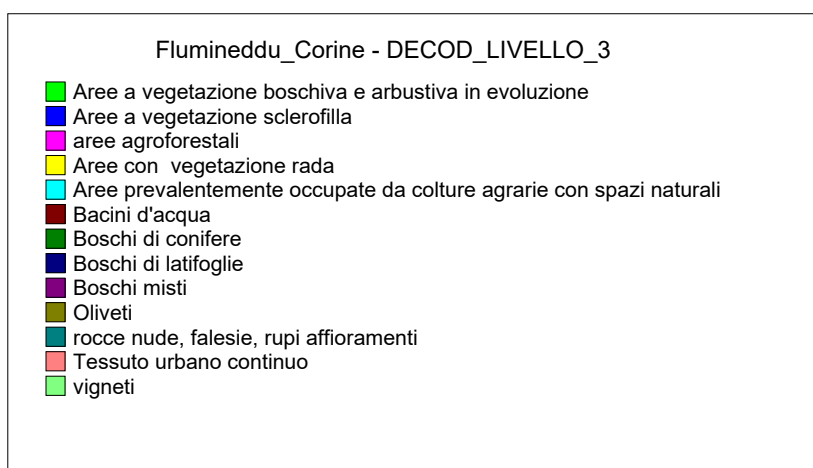 Flumineddu_Corine - DECOD_LIVELLO_3
Aree a vegetazione boschiva e arbustiva in evoluzione
Aree a vegetazione sclerofilla
aree agroforestali
Aree con  vegetazione rada
Aree prevalentemente occupate da colture agrarie con spazi naturali
Bacini d'acqua
Boschi di conifere
Boschi di latifoglie
Boschi misti
Oliveti
rocce nude, falesie, rupi affioramenti
Tessuto urbano continuo
vigneti